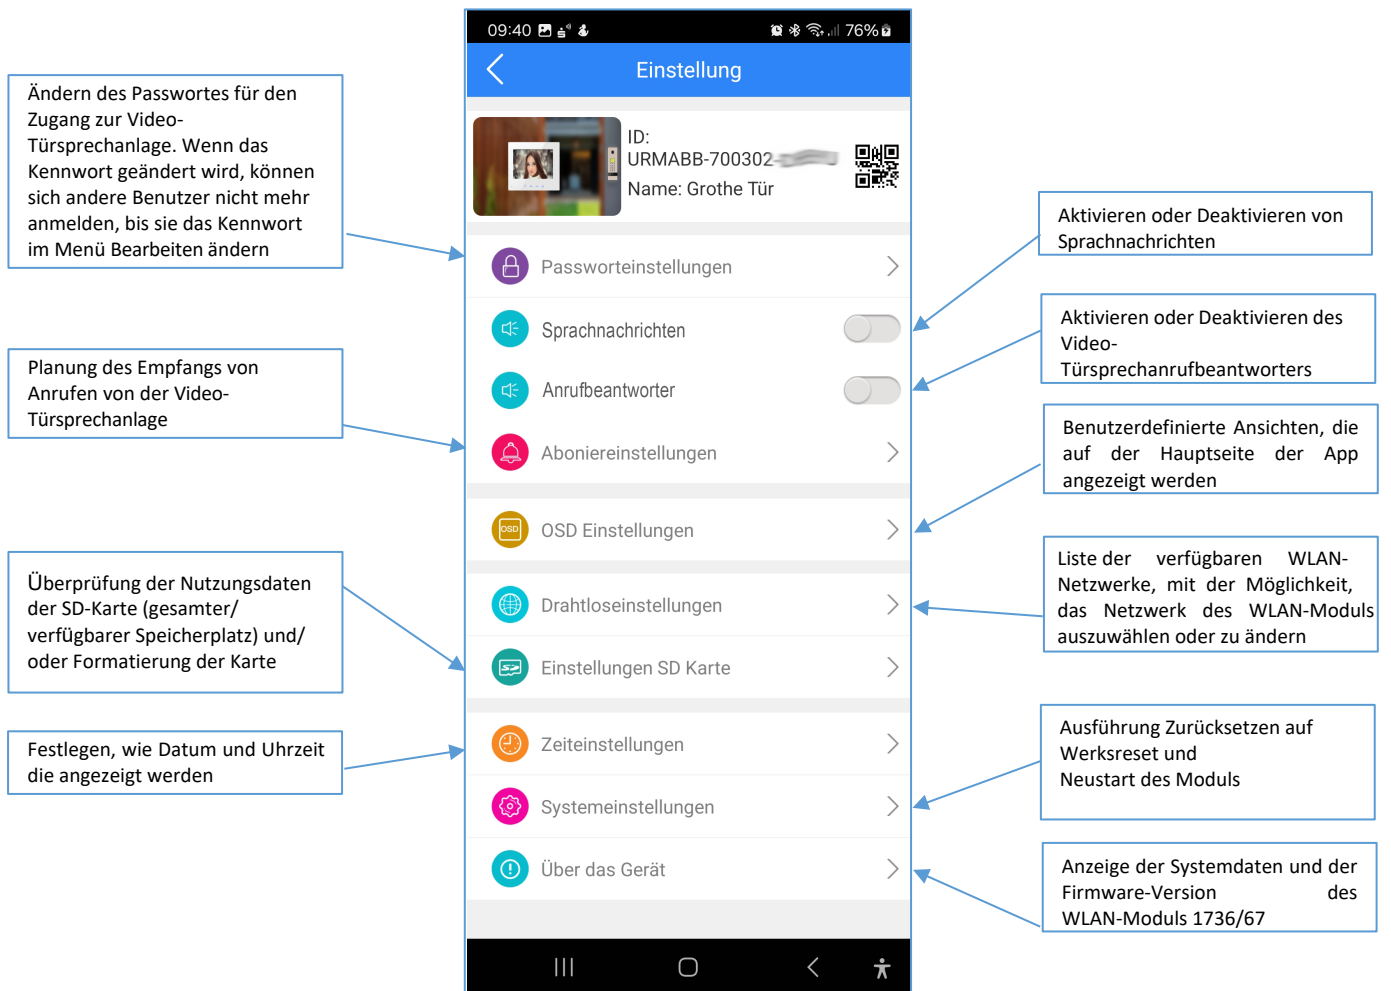 09:40
76%
Einstellung
ID:
URMABB-700302-
Name: Grothe Tür
Passworteinstellungen
Sprachnachrichten
Anrufbeantworter
Aboniereinstellungen
OSD
OSD Einstellungen
Drahtloseinstellungen
Einstellungen SD Karte
Zeiteinstellungen
Systemeinstellungen
Über das Gerät
Ändern des Passwortes für den
Zugang zur Video-
Türsprechanlage. Wenn das
Kennwort geändert wird, können
sich andere Benutzer nicht mehr
anmelden, bis sie das Kennwort
im Menü Bearbeiten ändern
Planung des Empfangs von
Anrufen von der Video-
Türsprechanlage
Überprüfung der Nutzungsdaten
der SD-Karte (gesamter/
verfügbarer Speicherplatz) und/
oder Formatierung der Karte
Festlegen, wie Datum und Uhrzeit
die angezeigt werden
Aktivieren oder Deaktivieren von
Sprachnachrichten
Aktivieren oder Deaktivieren des
Video-
Türsprechanrufbeantworters
Benutzerdefinierte Ansichten, die
auf der Hauptseite der App
angezeigt werden
Liste der verfügbaren WLAN-
Netzwerke, mit der Möglichkeit,
das Netzwerk des WLAN-Moduls
auszuwählen oder zu ändern
Ausführung Zurücksetzen auf
Werksreset und
Neustart des Moduls
Anzeige der Systemdaten und der
Firmware-Version des
WLAN-Moduls 1736/67